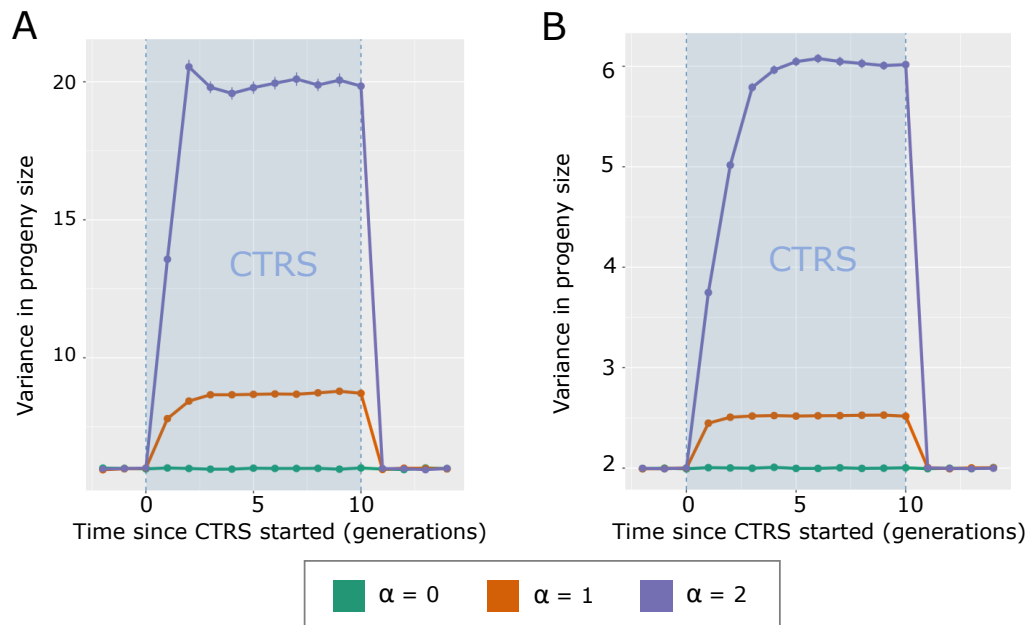 A
Variance in progeny size
20
15
10
CTRS
0
5
10
Time since CTRS started (generations)
B
Variance in progeny size
6
5
4
3
2
CTRS
0
5
10
Time since CTRS started (generations)
α = 0
α = 1
α = 2